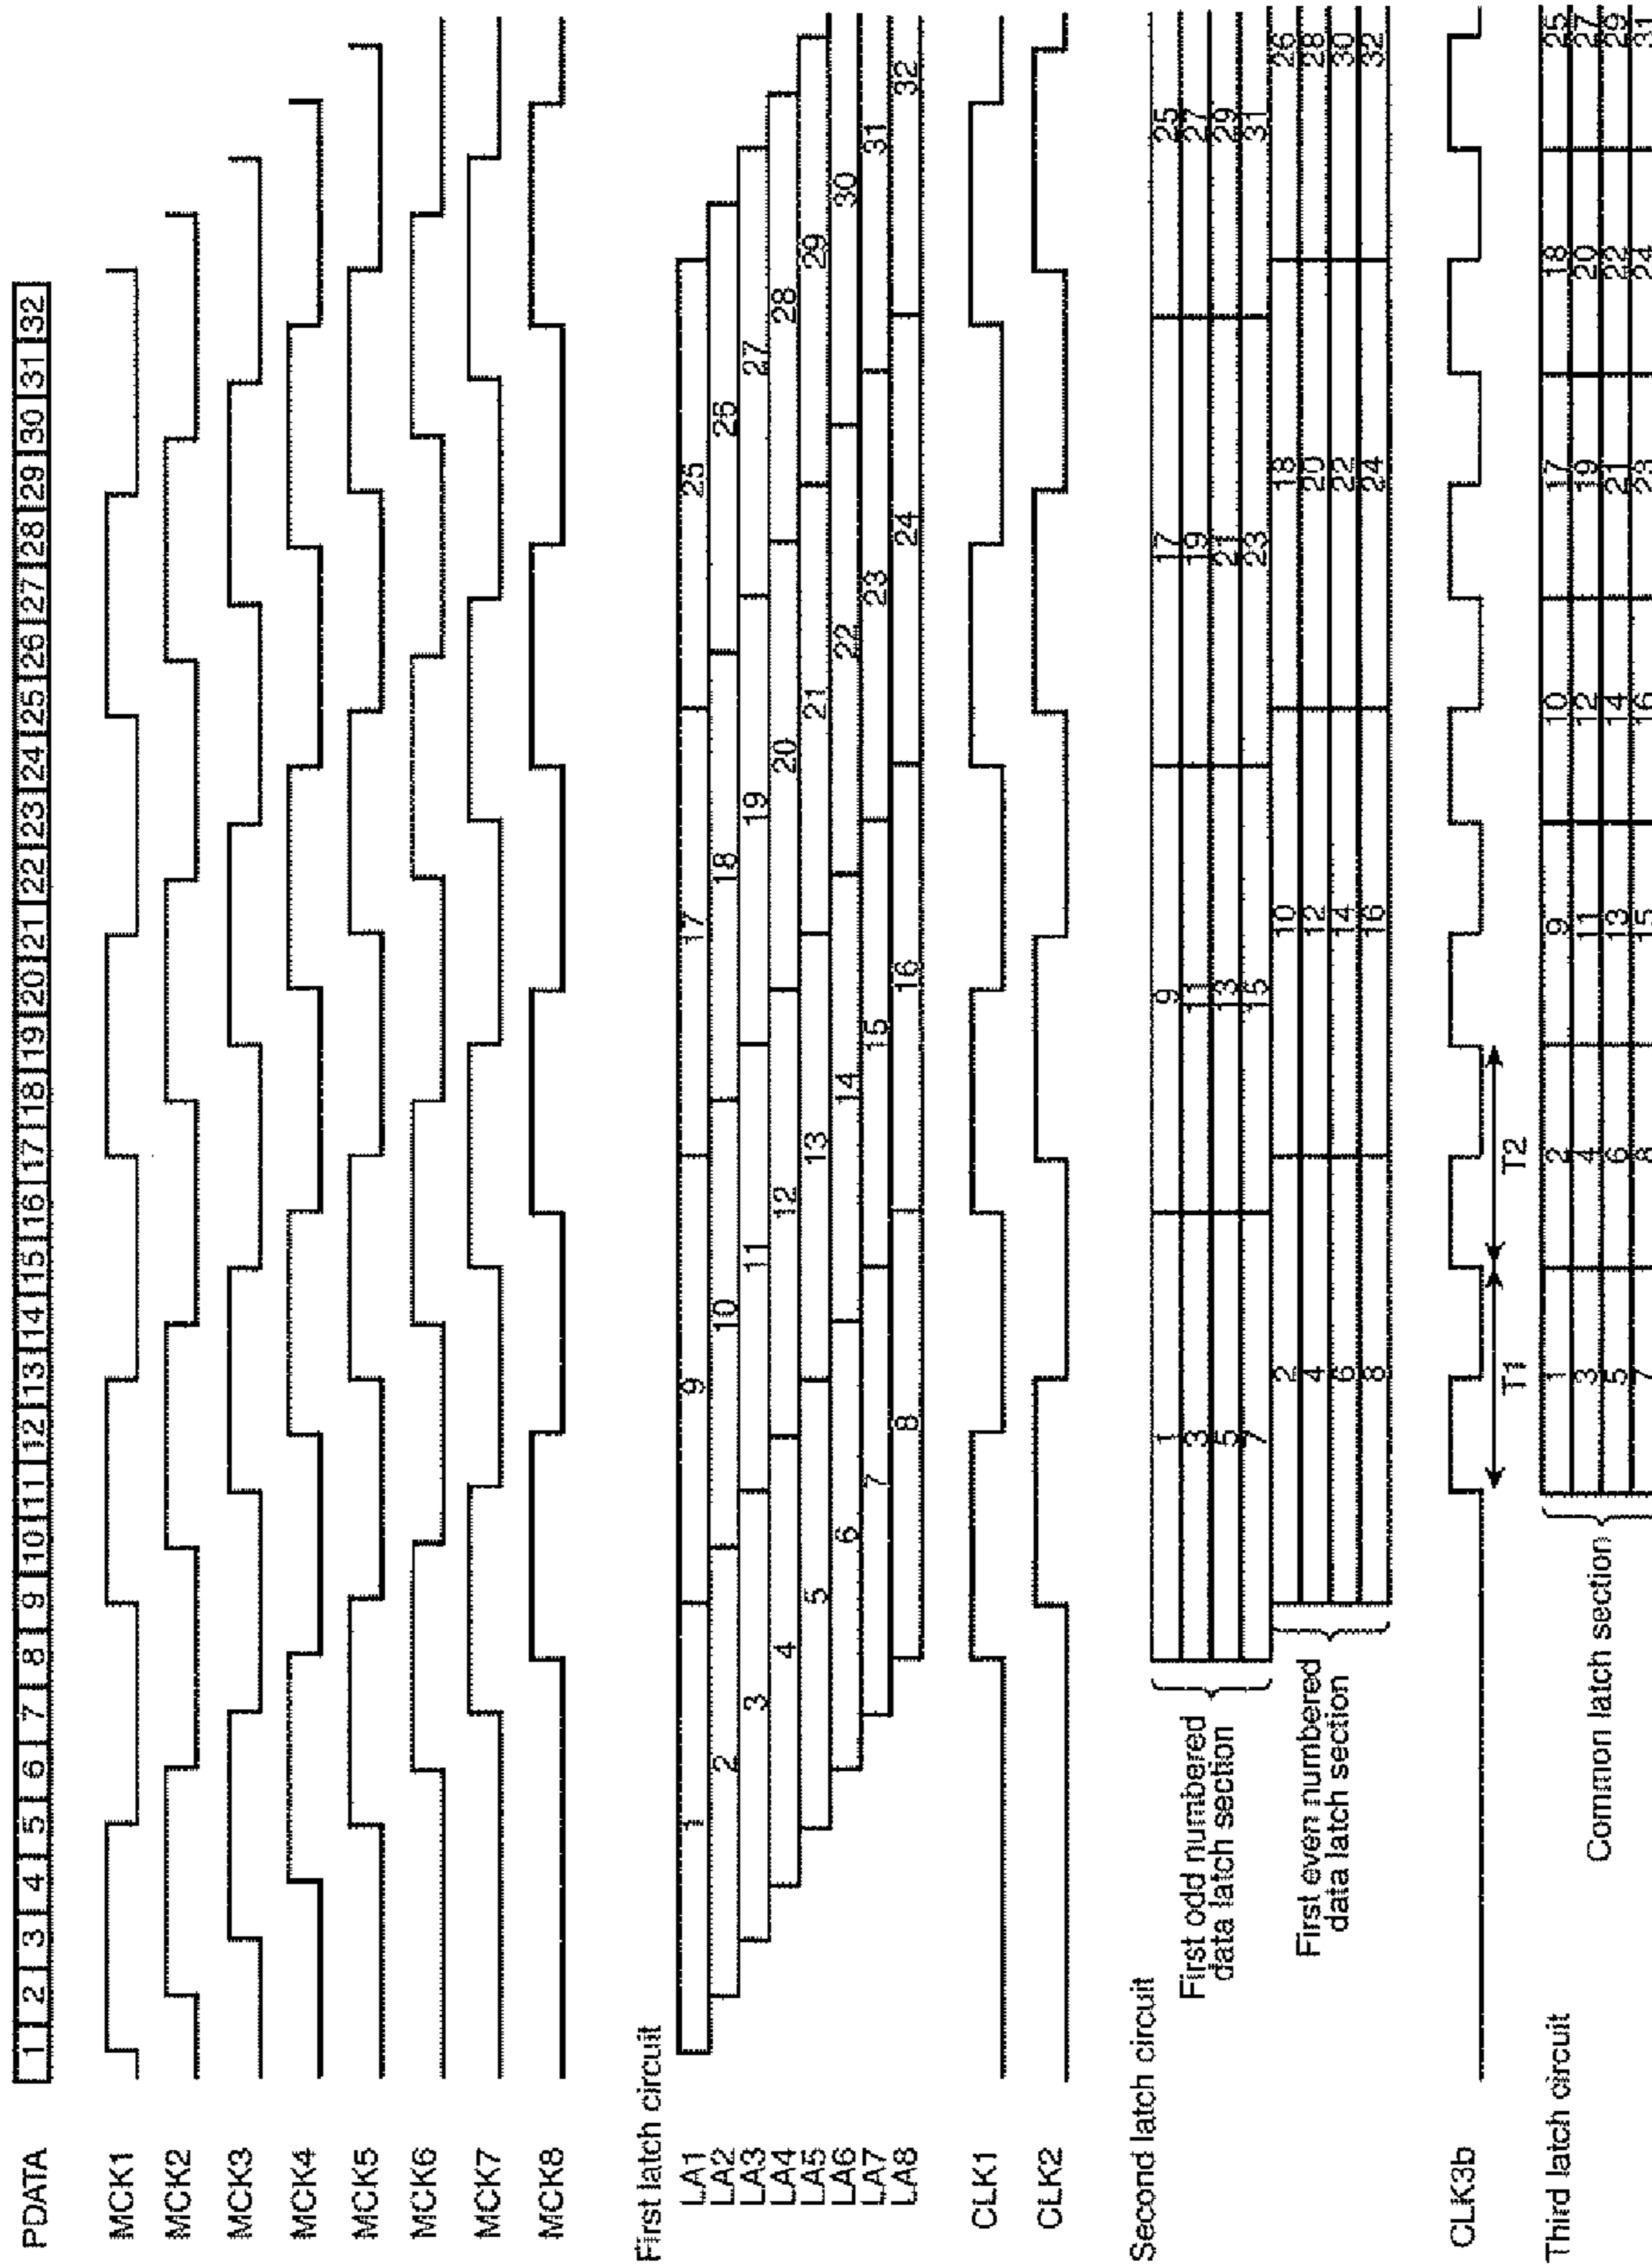 PDATA 1 2 3 4 5 6 7 8 9 10 11 12 13 14 15 16 17 18 19 20 21 22 23 24 25 26 27 28 29 30 31 32
MCK1
MCK2
MCK3
MCK4
MCK5
MCK6
MCK7
MCK8
First latch circuit
LA1 1 9 17 25
LA2 2 10 18 26
LA3 3 11 19 27
LA4 4 12 20 28
LA5 5 13 21 29
LA6 6 14 22 30
LA7 7 15 23 31
LA8 8 16 24 32
CLK1
CLK2
Second latch circuit
First odd numbered
data latch section
1 9 17 25
3 11 19 27
5 13 21 29
7 15 23 31
First even numbered
data latch section
2 10 18 26
4 12 20 28
6 14 22 30
8 16 24 32
CLK3b
T1 T2
Third latch circuit
Common latch section
1 2 9 10 17 18 25
3 4 11 12 19 20 27
5 6 13 14 21 22 29
7 8 15 16 23 24 31